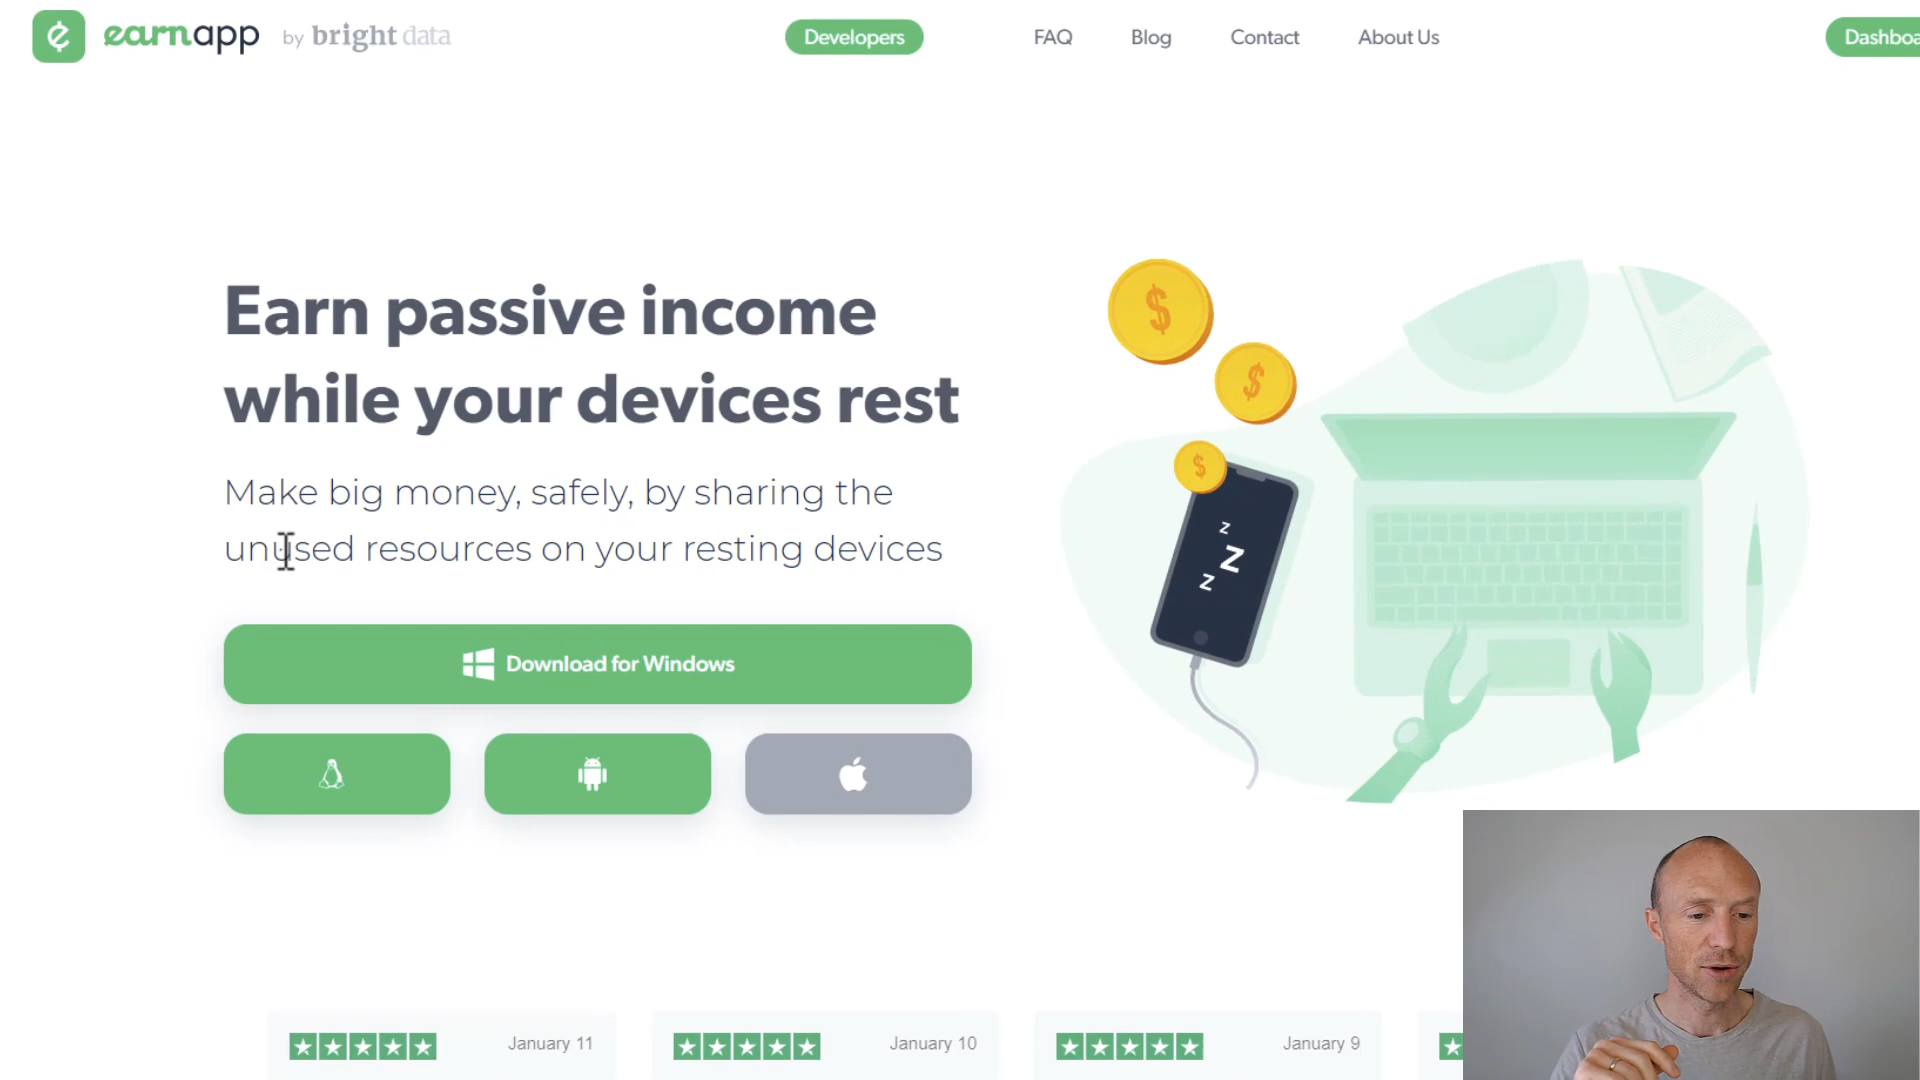 earnapp by bright data
Developers
FAQ
Blog
Contact
About Us
Earn passive income
while your devices rest
Make big money, safely, by sharing the
unused resources on your resting devices
Download for Windows
$
$
$
z
Z
z
January 11
January 10
January 9